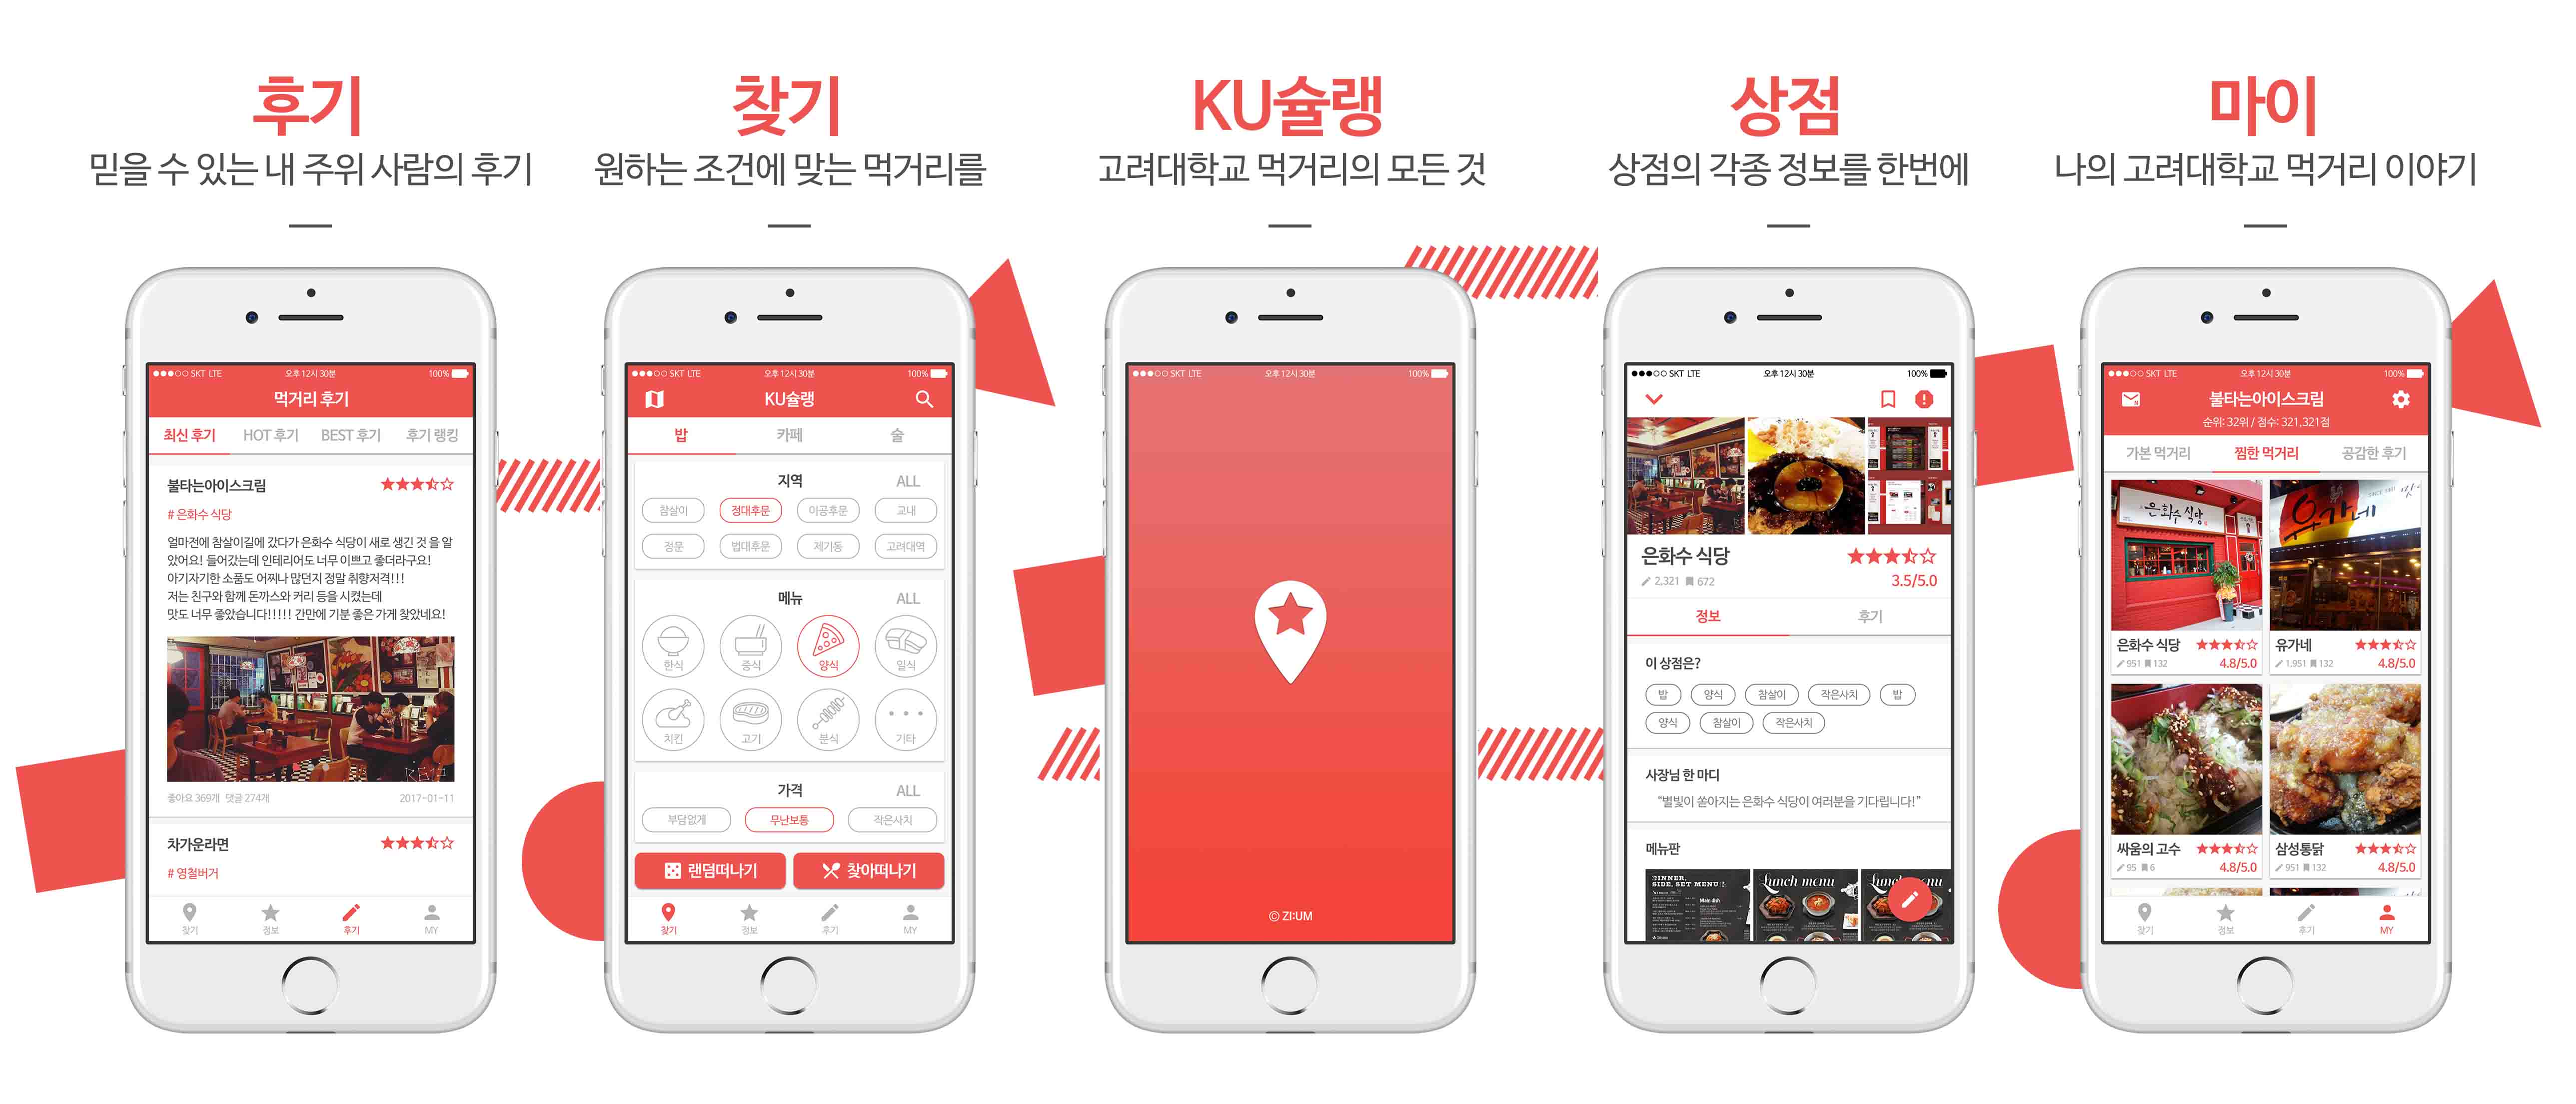 후기
믿을 수 있는 내 주위 사람의 후기
SKT LTE 오후 12시 30분 100%
먹거리 후기
최신 후기 HOT 후기 BEST 후기 후기 랭킹
불타는아이스크림
# 은화수 식당
얼마전에 참살이길에 갔다가 은화수 식당이 새로 생긴 것 을 알
았어요! 들어갔는데 인테리어도 너무 이쁘고 좋더라구요!
아기자기한 소품도 어찌나 많던지 정말 취향저격!!!
저는 친구와 함께 돈까스와 커리 등을 시켰는데
맛도 너무 좋았습니다!!!!! 간만에 기분 좋은 가게 찾았네요!
좋아요 369개 댓글 274개 2017-01-11
차가운라면
# 영철버거
찾기 정보 후기 MY
찾기
원하는 조건에 맞는 먹거리를
SKT LTE 오후 12시 30분 100%
KU슐랭
밥 카페 술
지역 ALL
참살이 정대후문 이공후문 교내
정문 법대후문 제기동 고려대역
메뉴 ALL
한식 중식 양식 일식
치킨 고기 분식 기타
가격 ALL
부담없게 무난보통 작은사치
랜덤떠나기 찾아떠나기
찾기 정보 후기 MY
KU슐랭
고려대학교 먹거리의 모든 것
SKT LTE 오후 12시 30분 100%
© ZI:UM
상점
상점의 각종 정보를 한번에
SKT LTE 오후 12시 30분 100%
은화수 식당
2,321 672 3.5/5.0
정보 후기
이 상점은?
밥 양식 참살이 작은사치 밥
양식 참살이 작은사치
사장님 한 마디
“별빛이 쏟아지는 은화수 식당이 여러분을 기다립니다!”
메뉴판
DINNER,
SIDE, SET MENU
Main dish
Lunch menu
마이
나의 고려대학교 먹거리 이야기
SKT LTE 오후 12시 30분 100%
불타는아이스크림
순위: 32위 / 점수: 321,321점
가본 먹거리 찜한 먹거리 공감한 후기
은화수 식당
유가네
은화수 식당 유가네
951 132 4.8/5.0 1,951 132 4.8/5.0
싸움의 고수 삼성통닭
95 6 4.8/5.0 951 132 4.8/5.0
찾기 정보 후기 MY